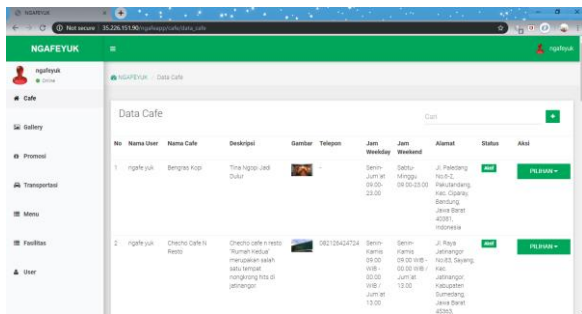 NGAFEYUK
Not secure | 35.226.151.90/ngafeapp/cafe/data_cafe
NGAFEYUK
ngafeyuk
ngafeyuk
Online
NGAFEYUK / Data Cafe
Cafe
Gallery
Promosi
Transportasi
Menu
Fasilitas
User
Data Cafe
Cari
No Nama User Nama Cafe Deskripsi Gambar Telepon Jam Weekday Jam Weekend Alamat Status Aksi
1 ngafe yuk Bengras Kopi Tina Ngopi Jadi Dulur - Senin-Jum'at 09.00-23.00 Sabtu-Minggu 09.00-23.00 Jl. Paledang No.6-2, Pakutandang, Kec. Ciparay, Bandung, Jawa Barat 40381, Indonesia Aktif PILIHAN
2 ngafe yuk Checho Cafe N Resto Checho cafe n resto "Rumah Kedua" merupakan salah satu tempat nongkrong hits di jatinangor. 082126424724 Senin-Kamis 09.00 WIB - 00.00 WIB / Jum'at 13.00 Senin-Kamis 09.00 WIB - 00.00 WIB / Jum'at 13.00 Jl. Raya Jatinangor No.63, Sayang, Kec. Jatinangor, Kabupaten Sumedang, Jawa Barat 45363, Aktif PILIHAN